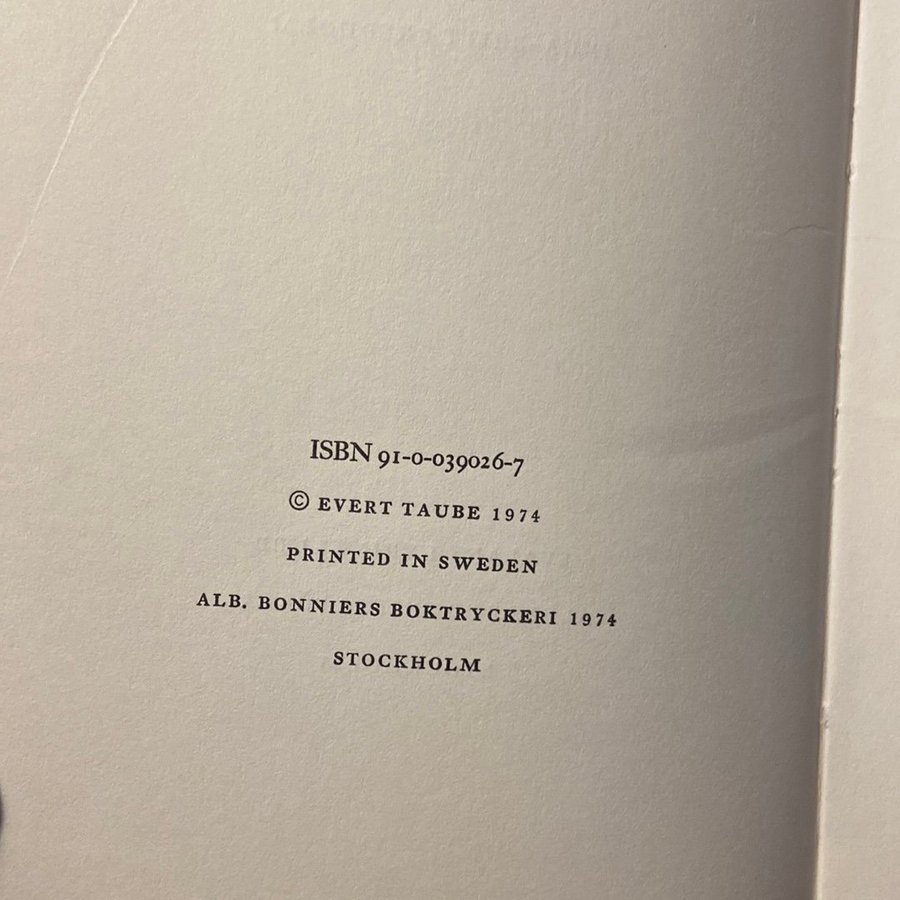 ISBN 91-0-039026-7
© EVERT TAUBE 1974
PRINTED IN SWEDEN
ALB. BONNIERS BOKTRYCKERI 1974
STOCKHOLM